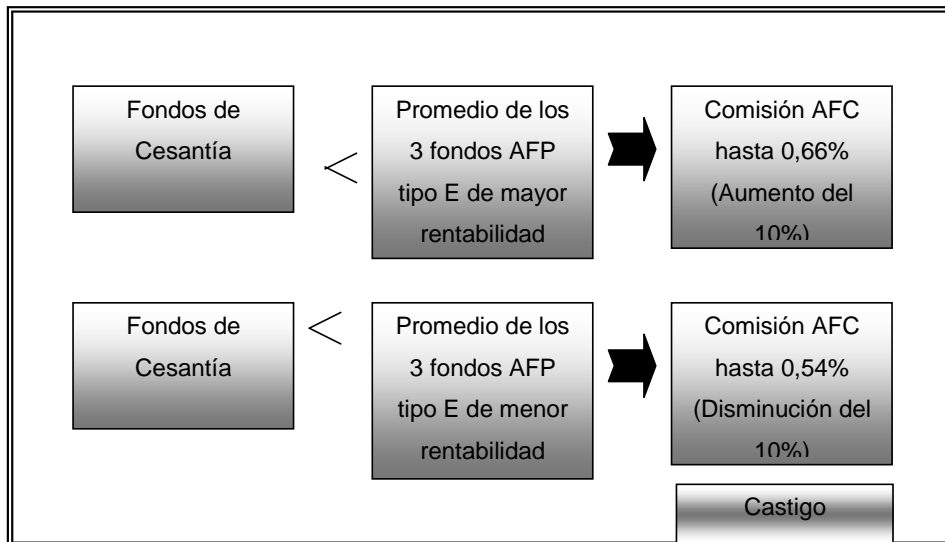 Fondos de
Cesantía
<
Promedio de los
3 fondos AFP
tipo E de mayor
rentabilidad
Comisión AFC
hasta 0,66%
(Aumento del
10%)
Fondos de
Cesantía
<
Promedio de los
3 fondos AFP
tipo E de menor
rentabilidad
Comisión AFC
hasta 0,54%
(Disminución del
10%)
Castigo